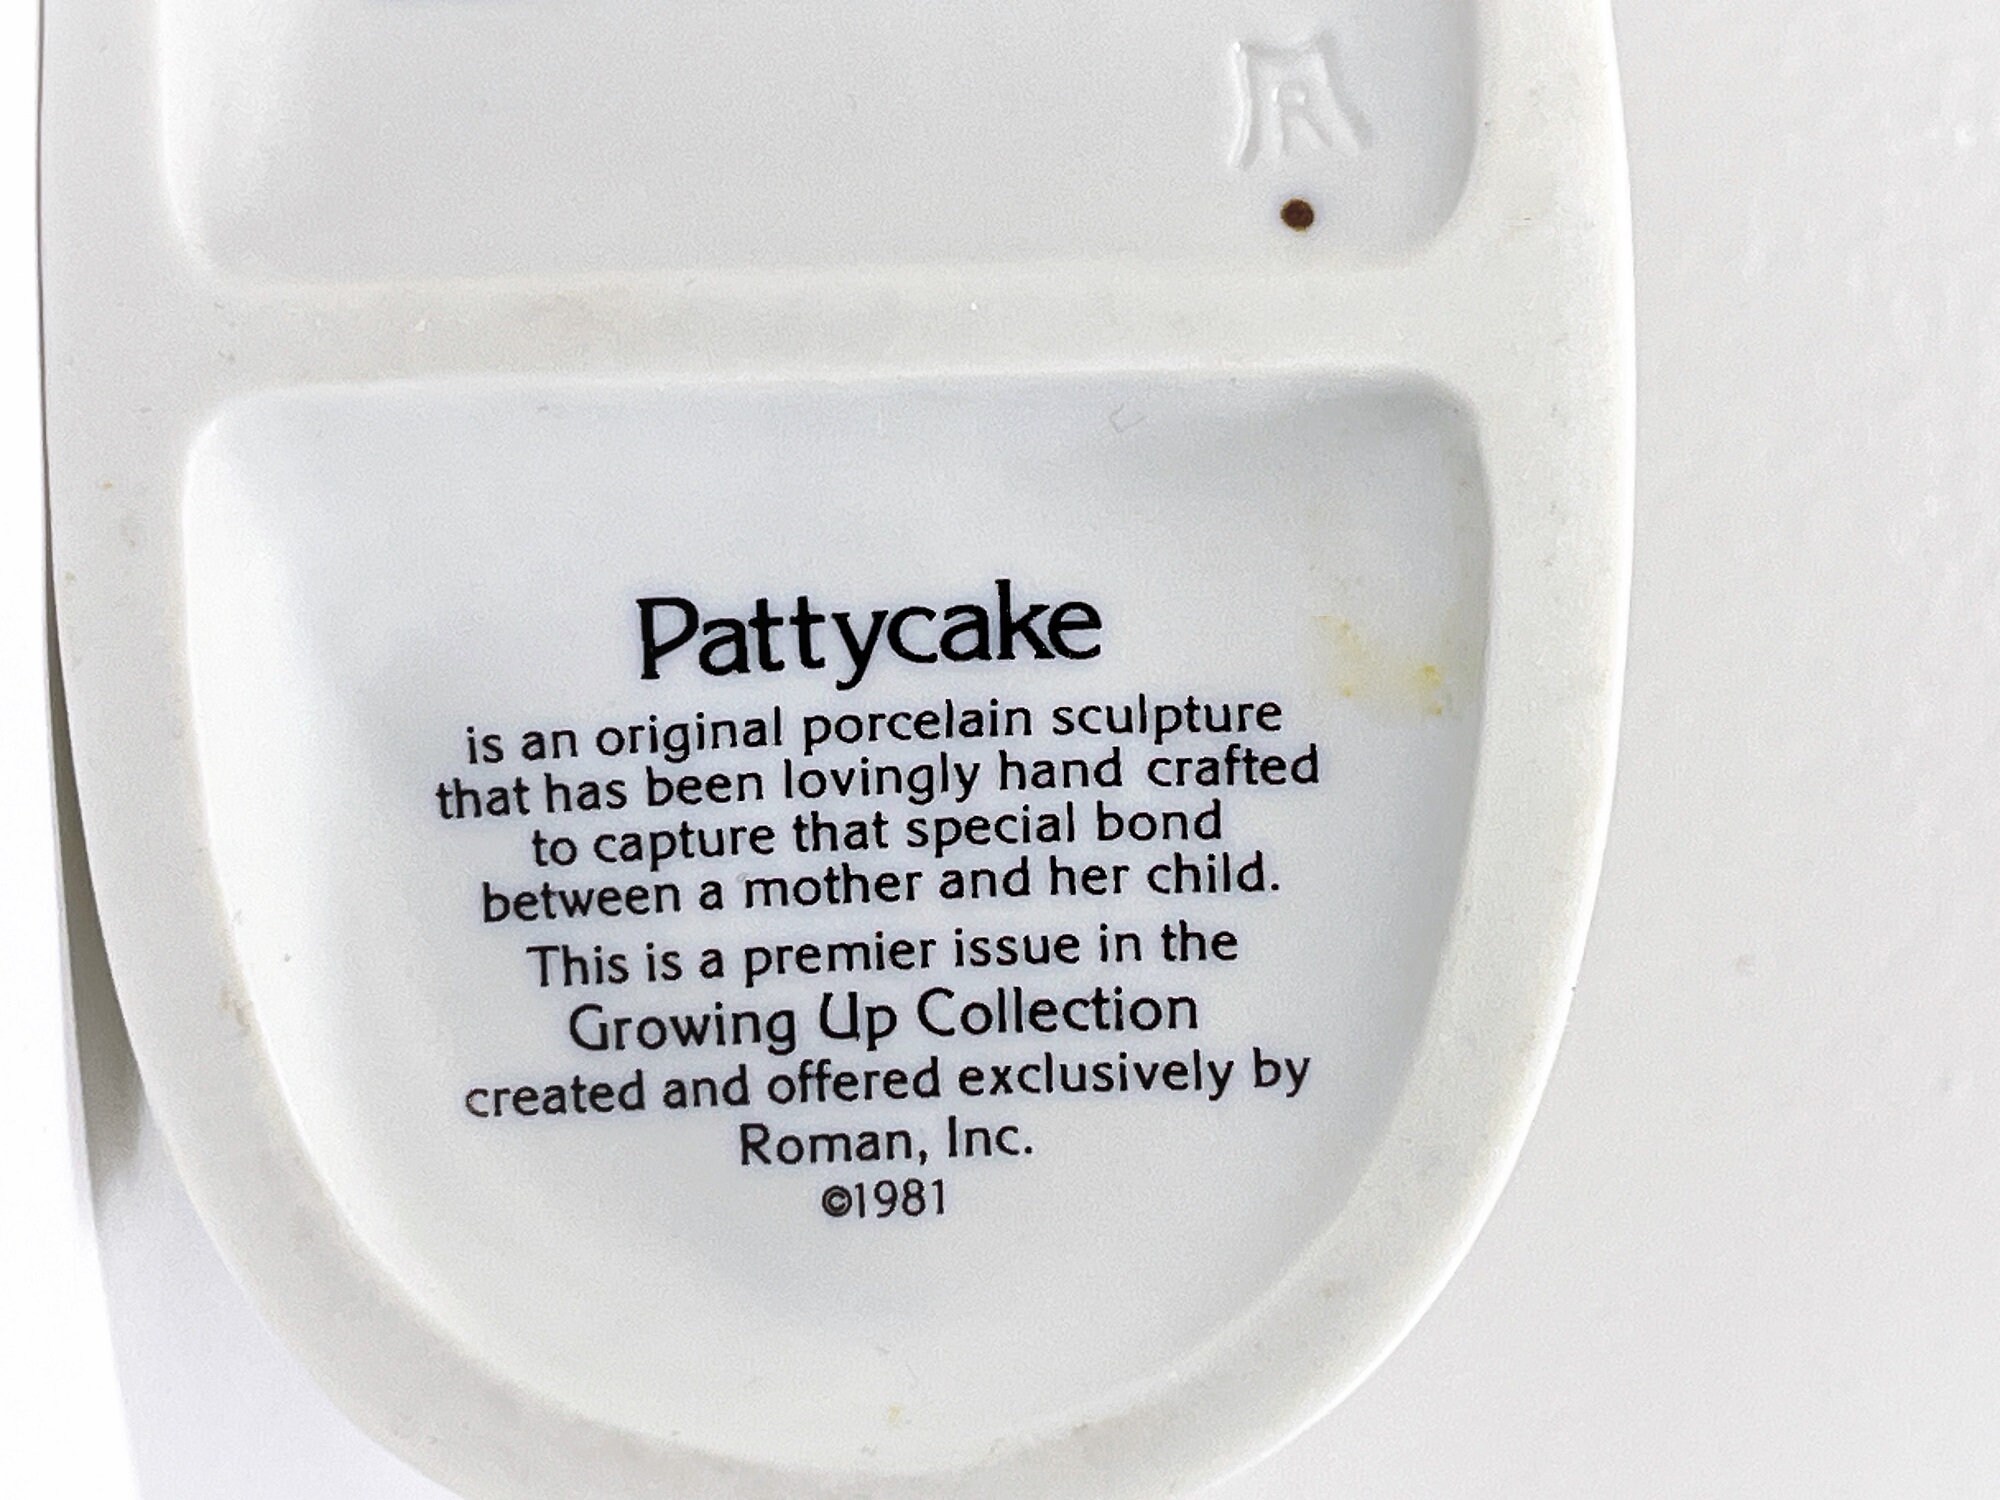 R
Pattycake
is an original porcelain sculpture
that has been lovingly hand crafted
to capture that special bond
between a mother and her child.
This is a premier issue in the
Growing Up Collection
created and offered exclusively by
Roman, Inc.
©1981